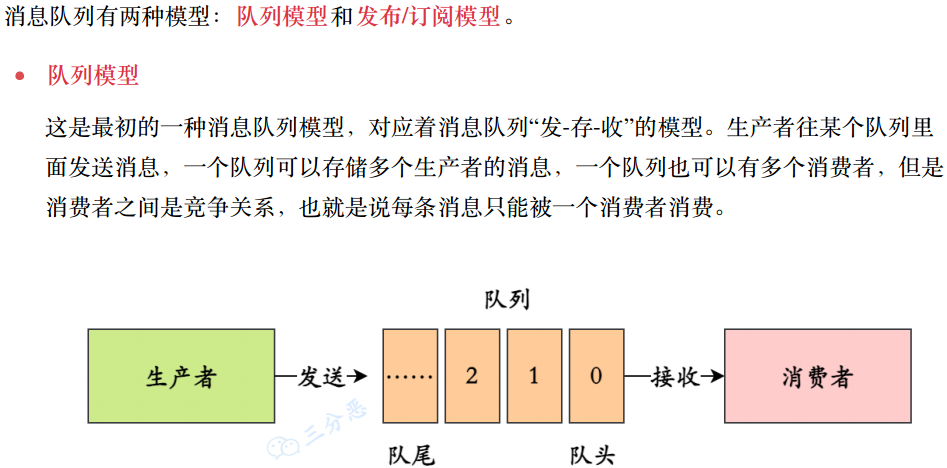 消息队列有两种模型：队列模型和发布/订阅模型。
队列模型
这是最初的一种消息队列模型，对应着消息队列“发-存-收”的模型。生产者往某个队列里
面发送消息，一个队列可以存储多个生产者的消息，一个队列也可以有多个消费者，但是
消费者之间是竞争关系，也就是说每条消息只能被一个消费者消费。
队列
生产者 发送 …… 2 1 0 接收 消费者
三分恶
队尾 队头